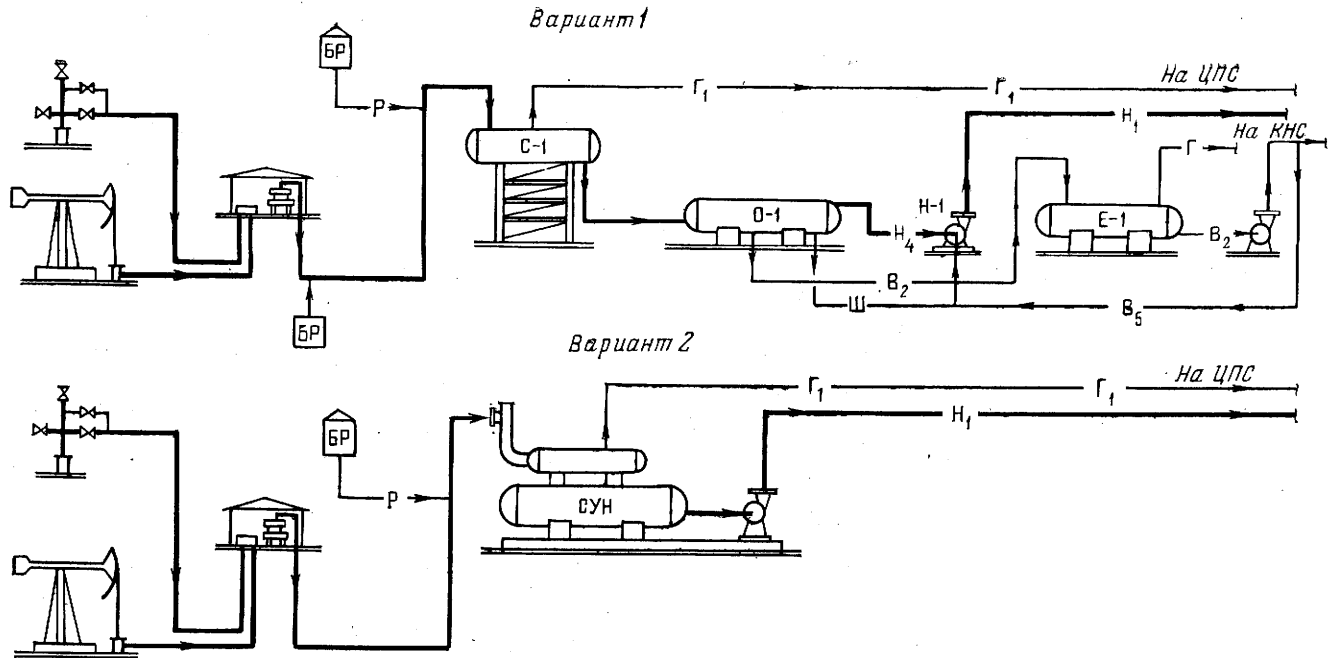 Вариант 1
БР
Р
Г₁
Г₁
На ЦПС
С-1
Н₁
На КНС
Г
О-1
Н-1
Н₄
Е-1
В₂
В₂
Ш
В₅
БР
Вариант 2
Г₁
Г₁
На ЦПС
Н₁
БР
Р
СУН